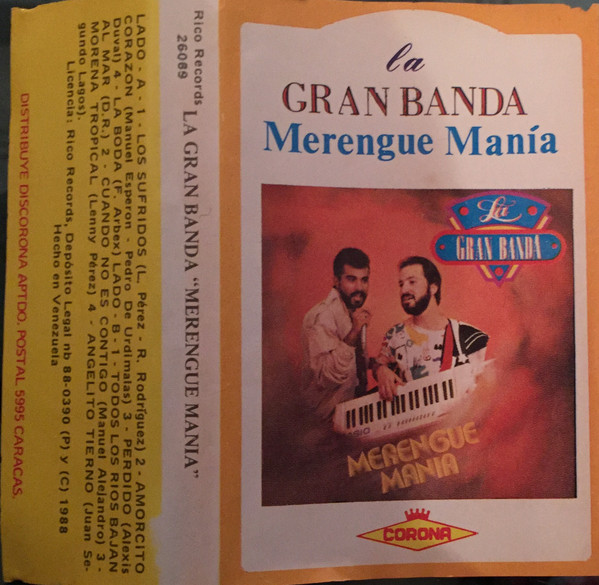 la
GRAN BANDA
Merengue Manía
La
GRAN BANDA
MERENGUE
MANIA
CORONA
Rico Records
26089
LA GRAN BANDA “MERENGUE MANIA”
LADO - A - 1 - LOS SUFRIDOS (L. Pérez - R. Rodríguez) 2 - AMORCITO
CORAZON (Manuel Esperon - Pedro De Urdimalas) 3 - PERDIDO (Alexis
Duval) 4 - LA BODA (F. Arbex) LADO - B - 1 - TODOS LOS RIOS BAJAN
AL MAR (D.R.) 2 - CUANDO NO ES CONTIGO (Manuel Alejandro) 3 -
MORENA TROPICAL (Lenny Pérez) 4 - ANGELITO TIERNO (Juan Se-
gundo Lagos).
Licencia: Rico Records, Depósito Legal nb 88-0390 (P) y (C) 1988
Hecho en Venezuela
DISTRIBUYE DISCORONA APTDO. POSTAL 5995 CARACAS.